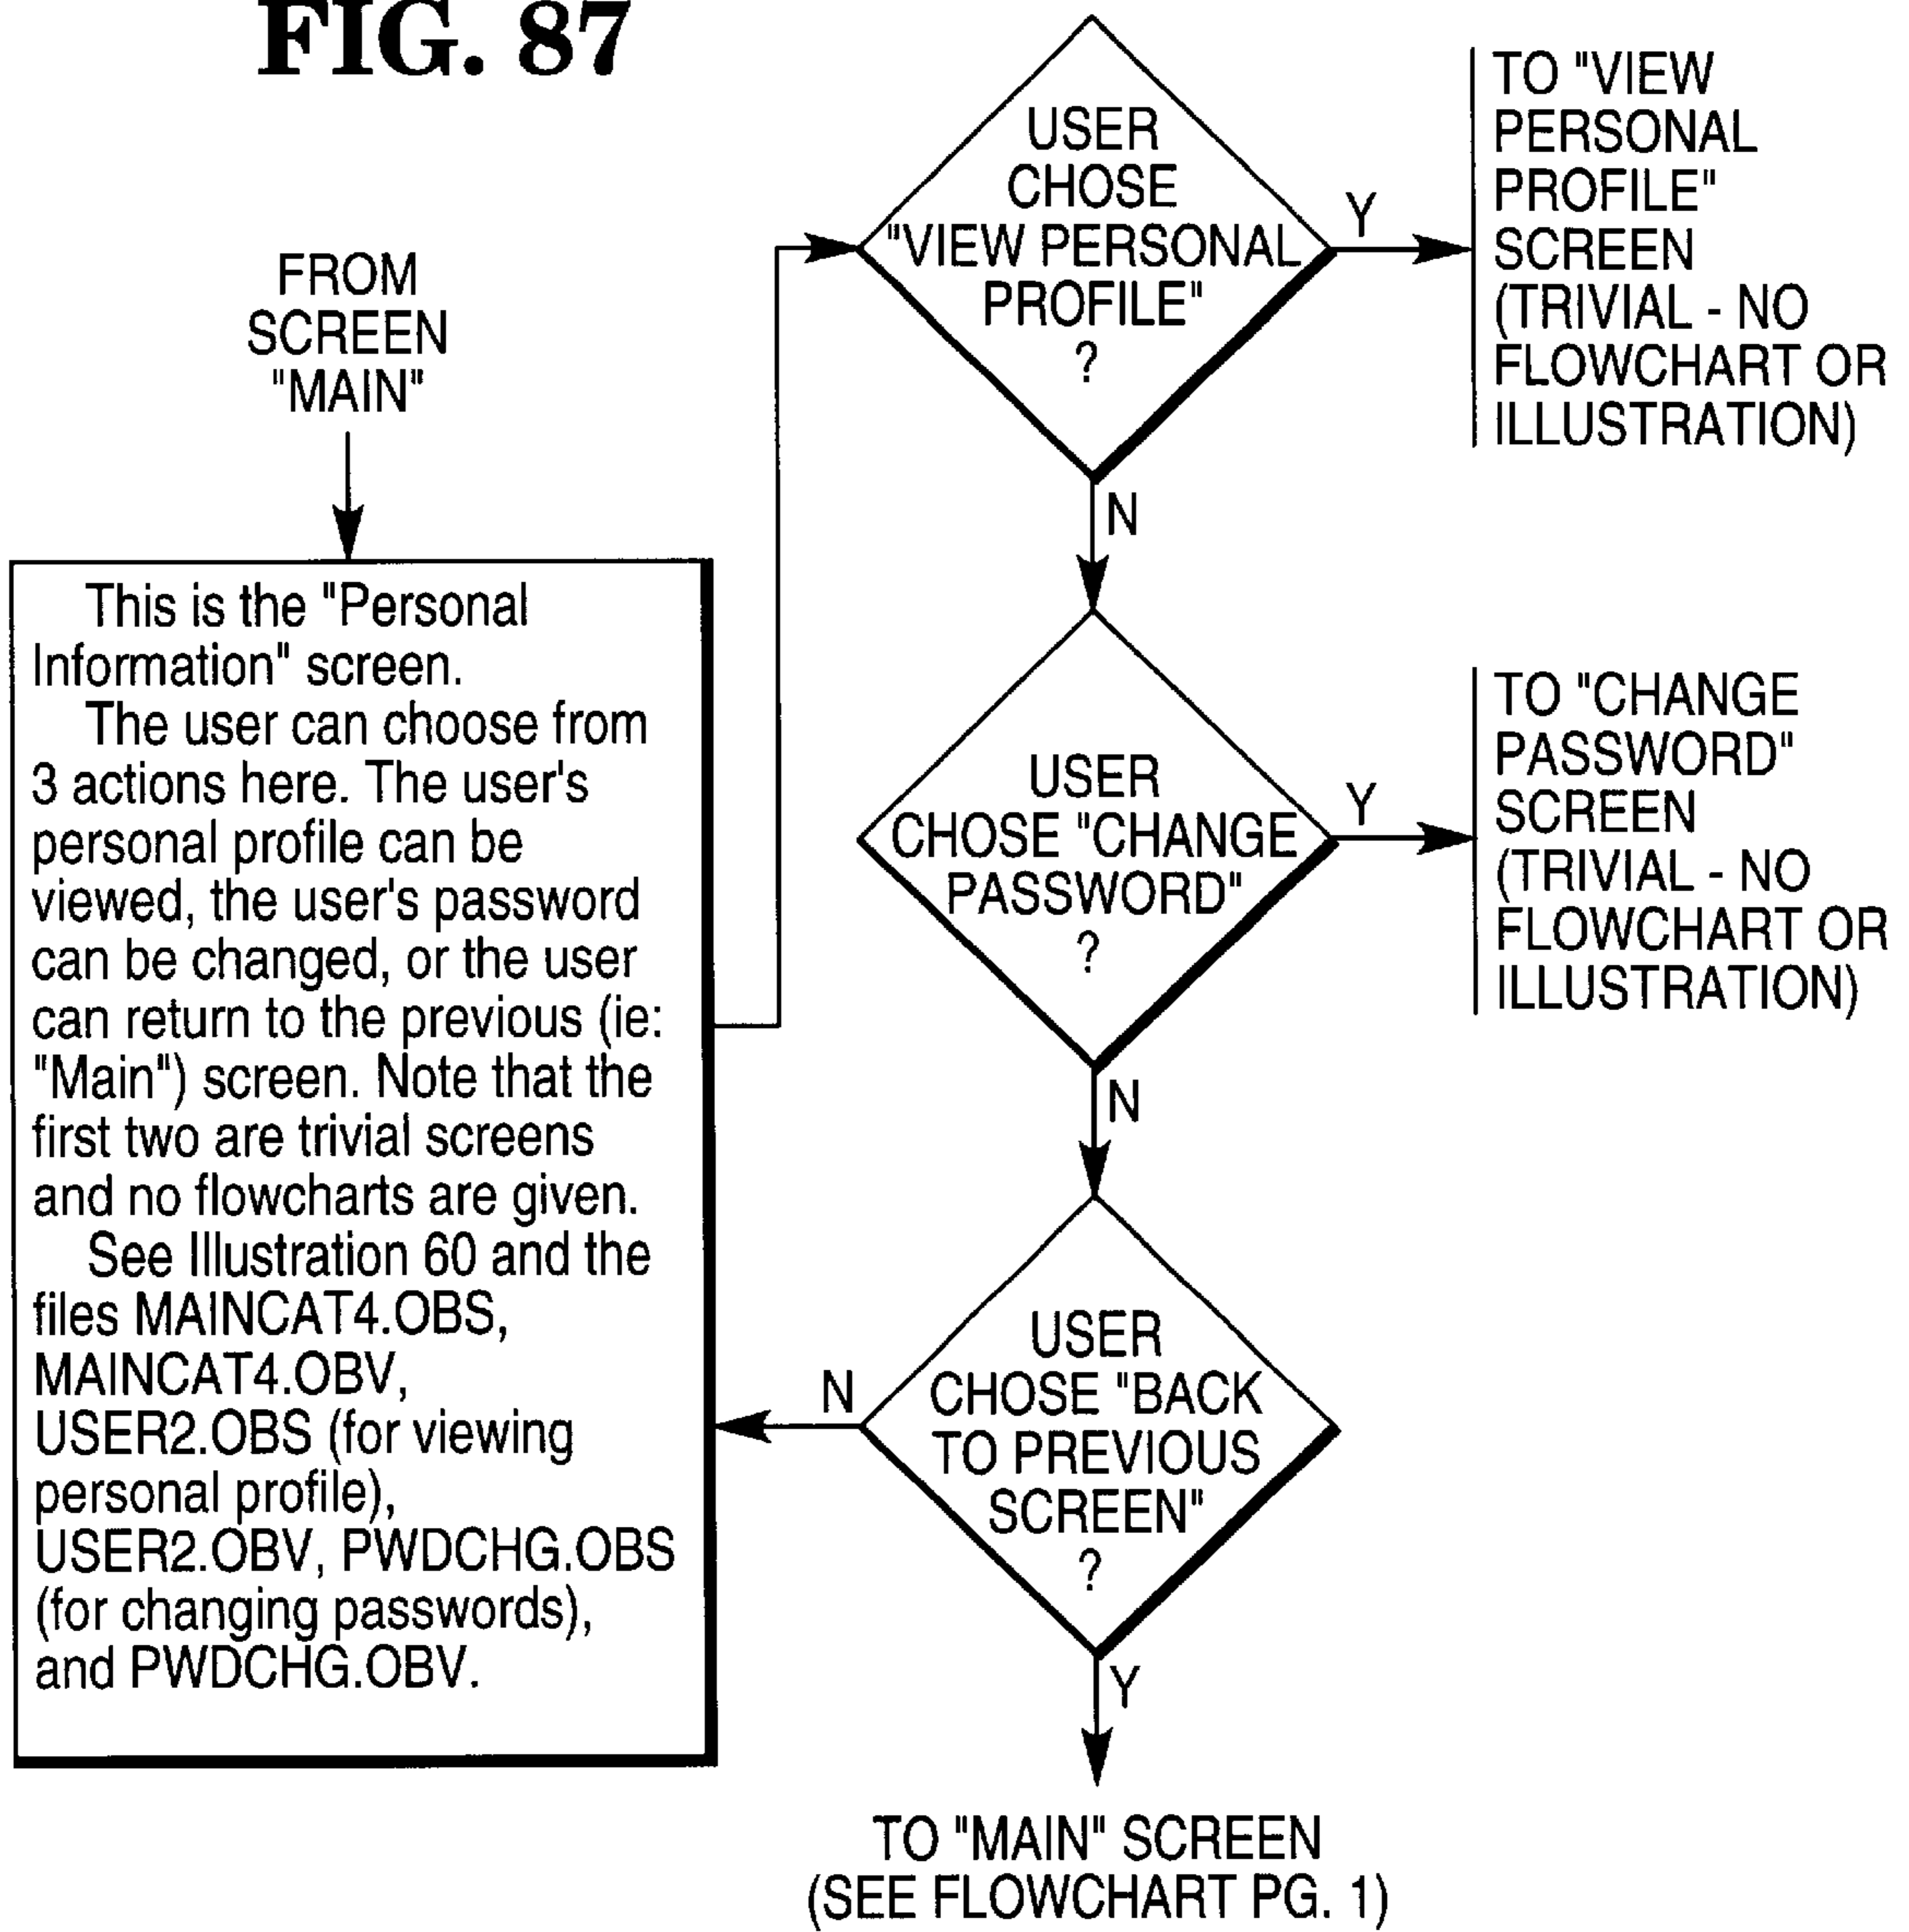 FIG. 87
FROM
SCREEN
"MAIN"
This is the "Personal
Information" screen.
The user can choose from
3 actions here. The user's
personal profile can be
viewed, the user's password
can be changed, or the user
can return to the previous (ie:
"Main") screen. Note that the
first two are trivial screens
and no flowcharts are given.
See Illustration 60 and the
files MAINCAT4.OBS,
MAINCAT4.OBV,
USER2.OBS (for viewing
personal profile),
USER2.OBV, PWDCHG.OBS
(for changing passwords),
and PWDCHG.OBV.
USER
CHOSE
"VIEW PERSONAL
PROFILE"
?
Y
TO "VIEW
PERSONAL
PROFILE"
SCREEN
(TRIVIAL - NO
FLOWCHART OR
ILLUSTRATION)
N
USER
CHOSE "CHANGE
PASSWORD"
?
Y
TO "CHANGE
PASSWORD"
SCREEN
(TRIVIAL - NO
FLOWCHART OR
ILLUSTRATION)
N
USER
CHOSE "BACK
TO PREVIOUS
SCREEN"
?
N
Y
TO "MAIN" SCREEN
(SEE FLOWCHART PG. 1)